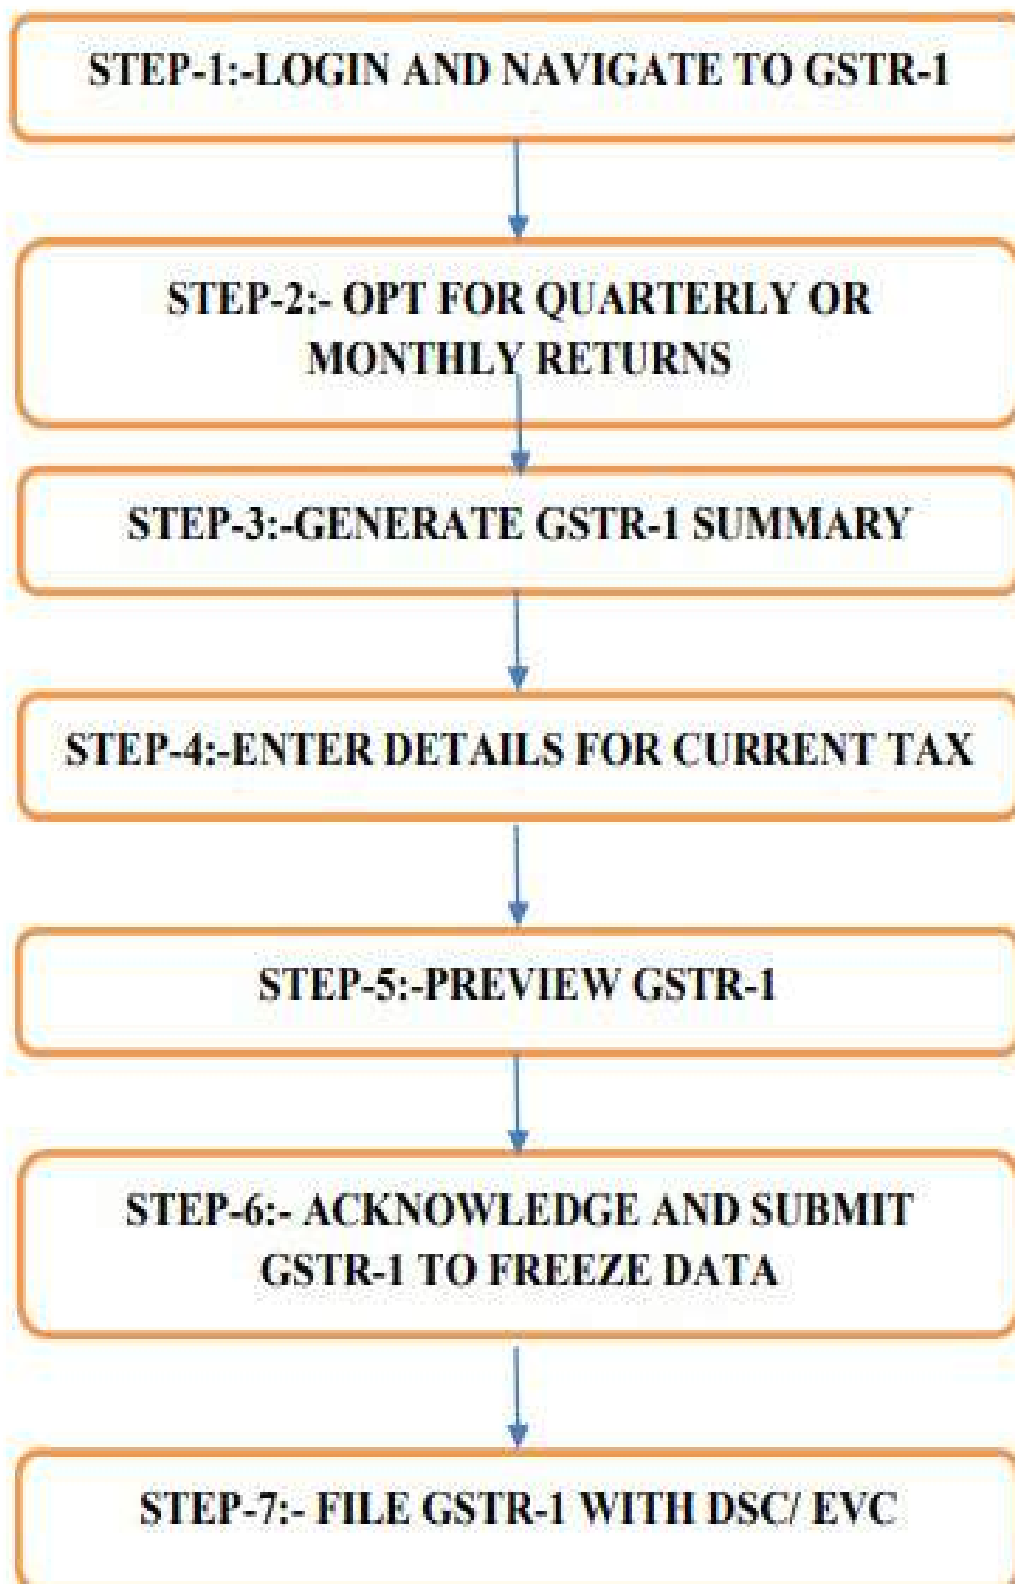 STEP-1:-LOGIN AND NAVIGATE TO GSTR-1
STEP-2:- OPT FOR QUARTERLY OR
MONTHLY RETURNS
STEP-3:-GENERATE GSTR-1 SUMMARY
STEP-4:-ENTER DETAILS FOR CURRENT TAX
STEP-5:-PREVIEW GSTR-1
STEP-6:- ACKNOWLEDGE AND SUBMIT
GSTR-1 TO FREEZE DATA
STEP-7:- FILE GSTR-1 WITH DSC/ EVC